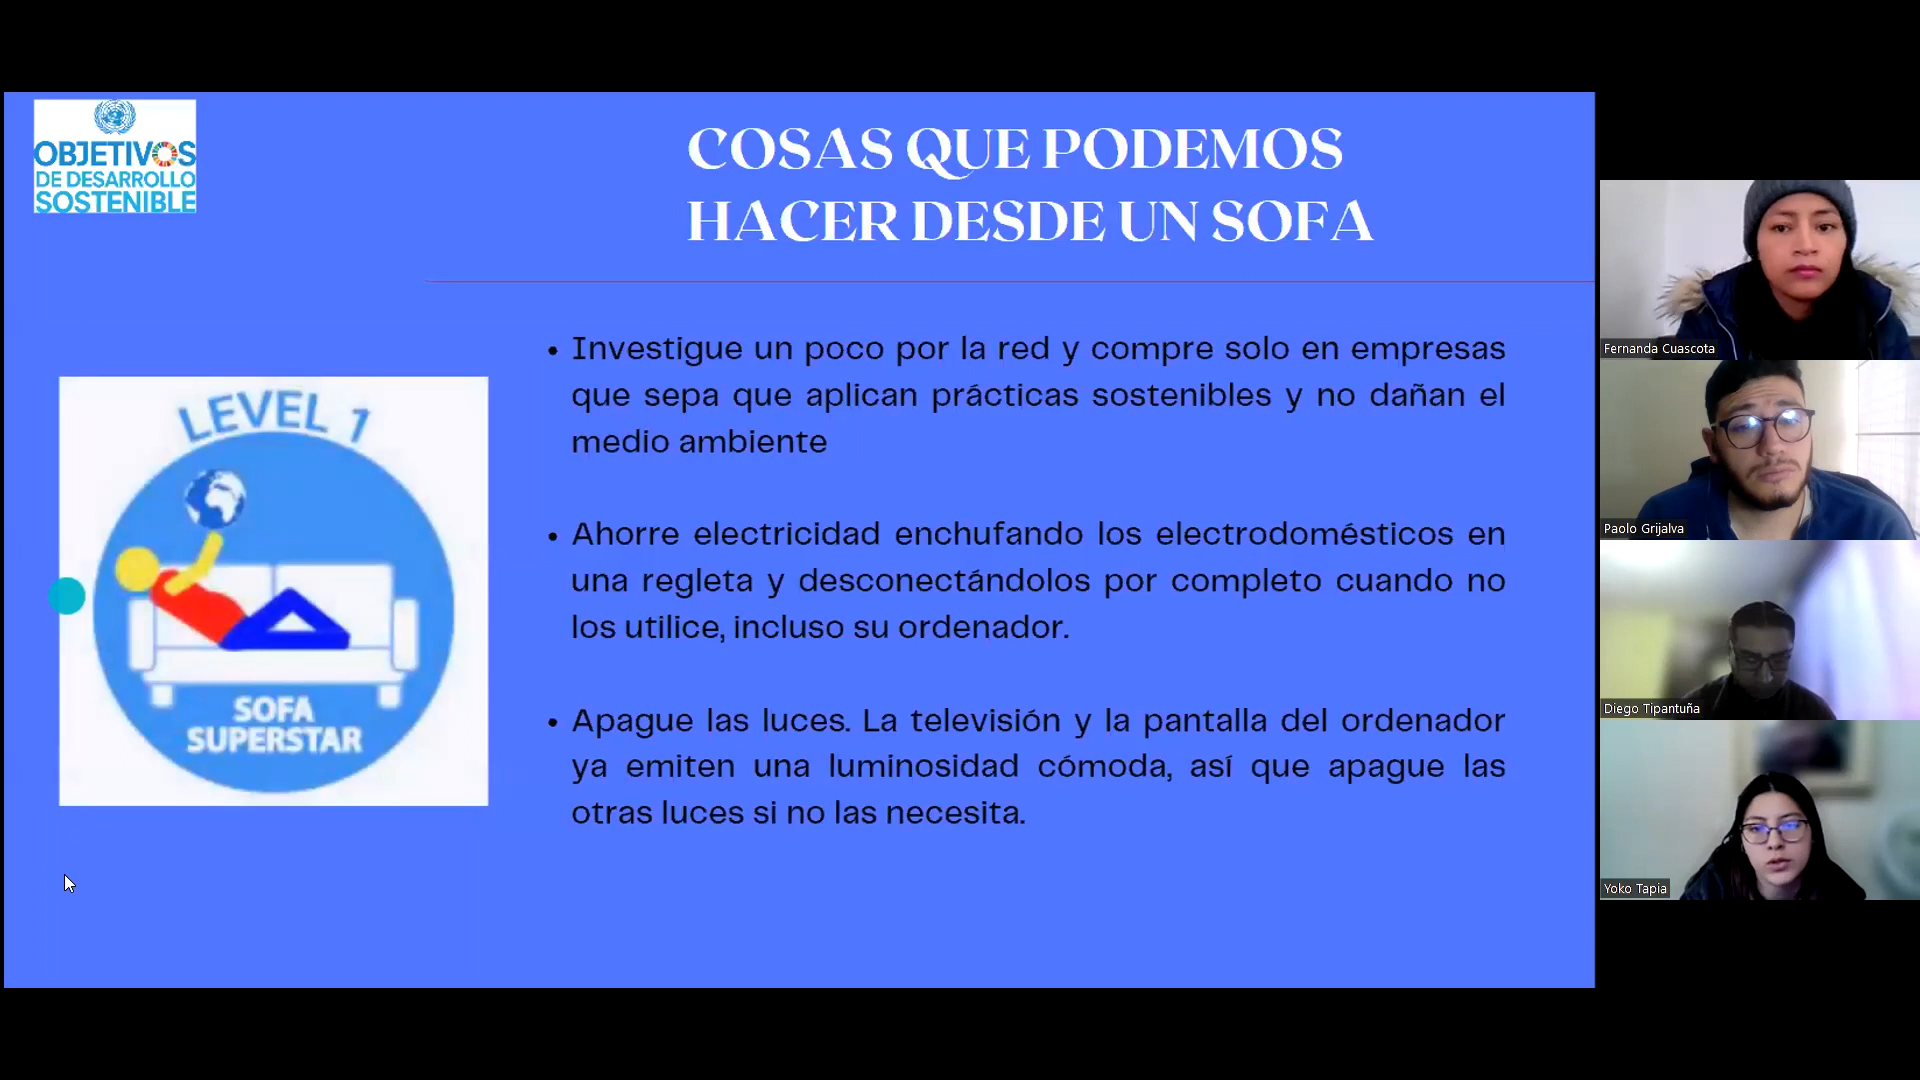 OBJETIVOS
DE DESARROLLO
SOSTENIBLE
COSAS QUE PODEMOS
HACER DESDE UN SOFA
LEVEL 1
SOFA
SUPERSTAR
• Investigue un poco por la red y compre solo en empresas
que sepa que aplican prácticas sostenibles y no dañan el
medio ambiente
• Ahorre electricidad enchufando los electrodomésticos en
una regleta y desconectándolos por completo cuando no
los utilice, incluso su ordenador.
• Apague las luces. La televisión y la pantalla del ordenador
ya emiten una luminosidad cómoda, así que apague las
otras luces si no las necesita.
Fernanda Cuascota
Paolo Grijalva
Diego Tipantuña
Yoko Tapia